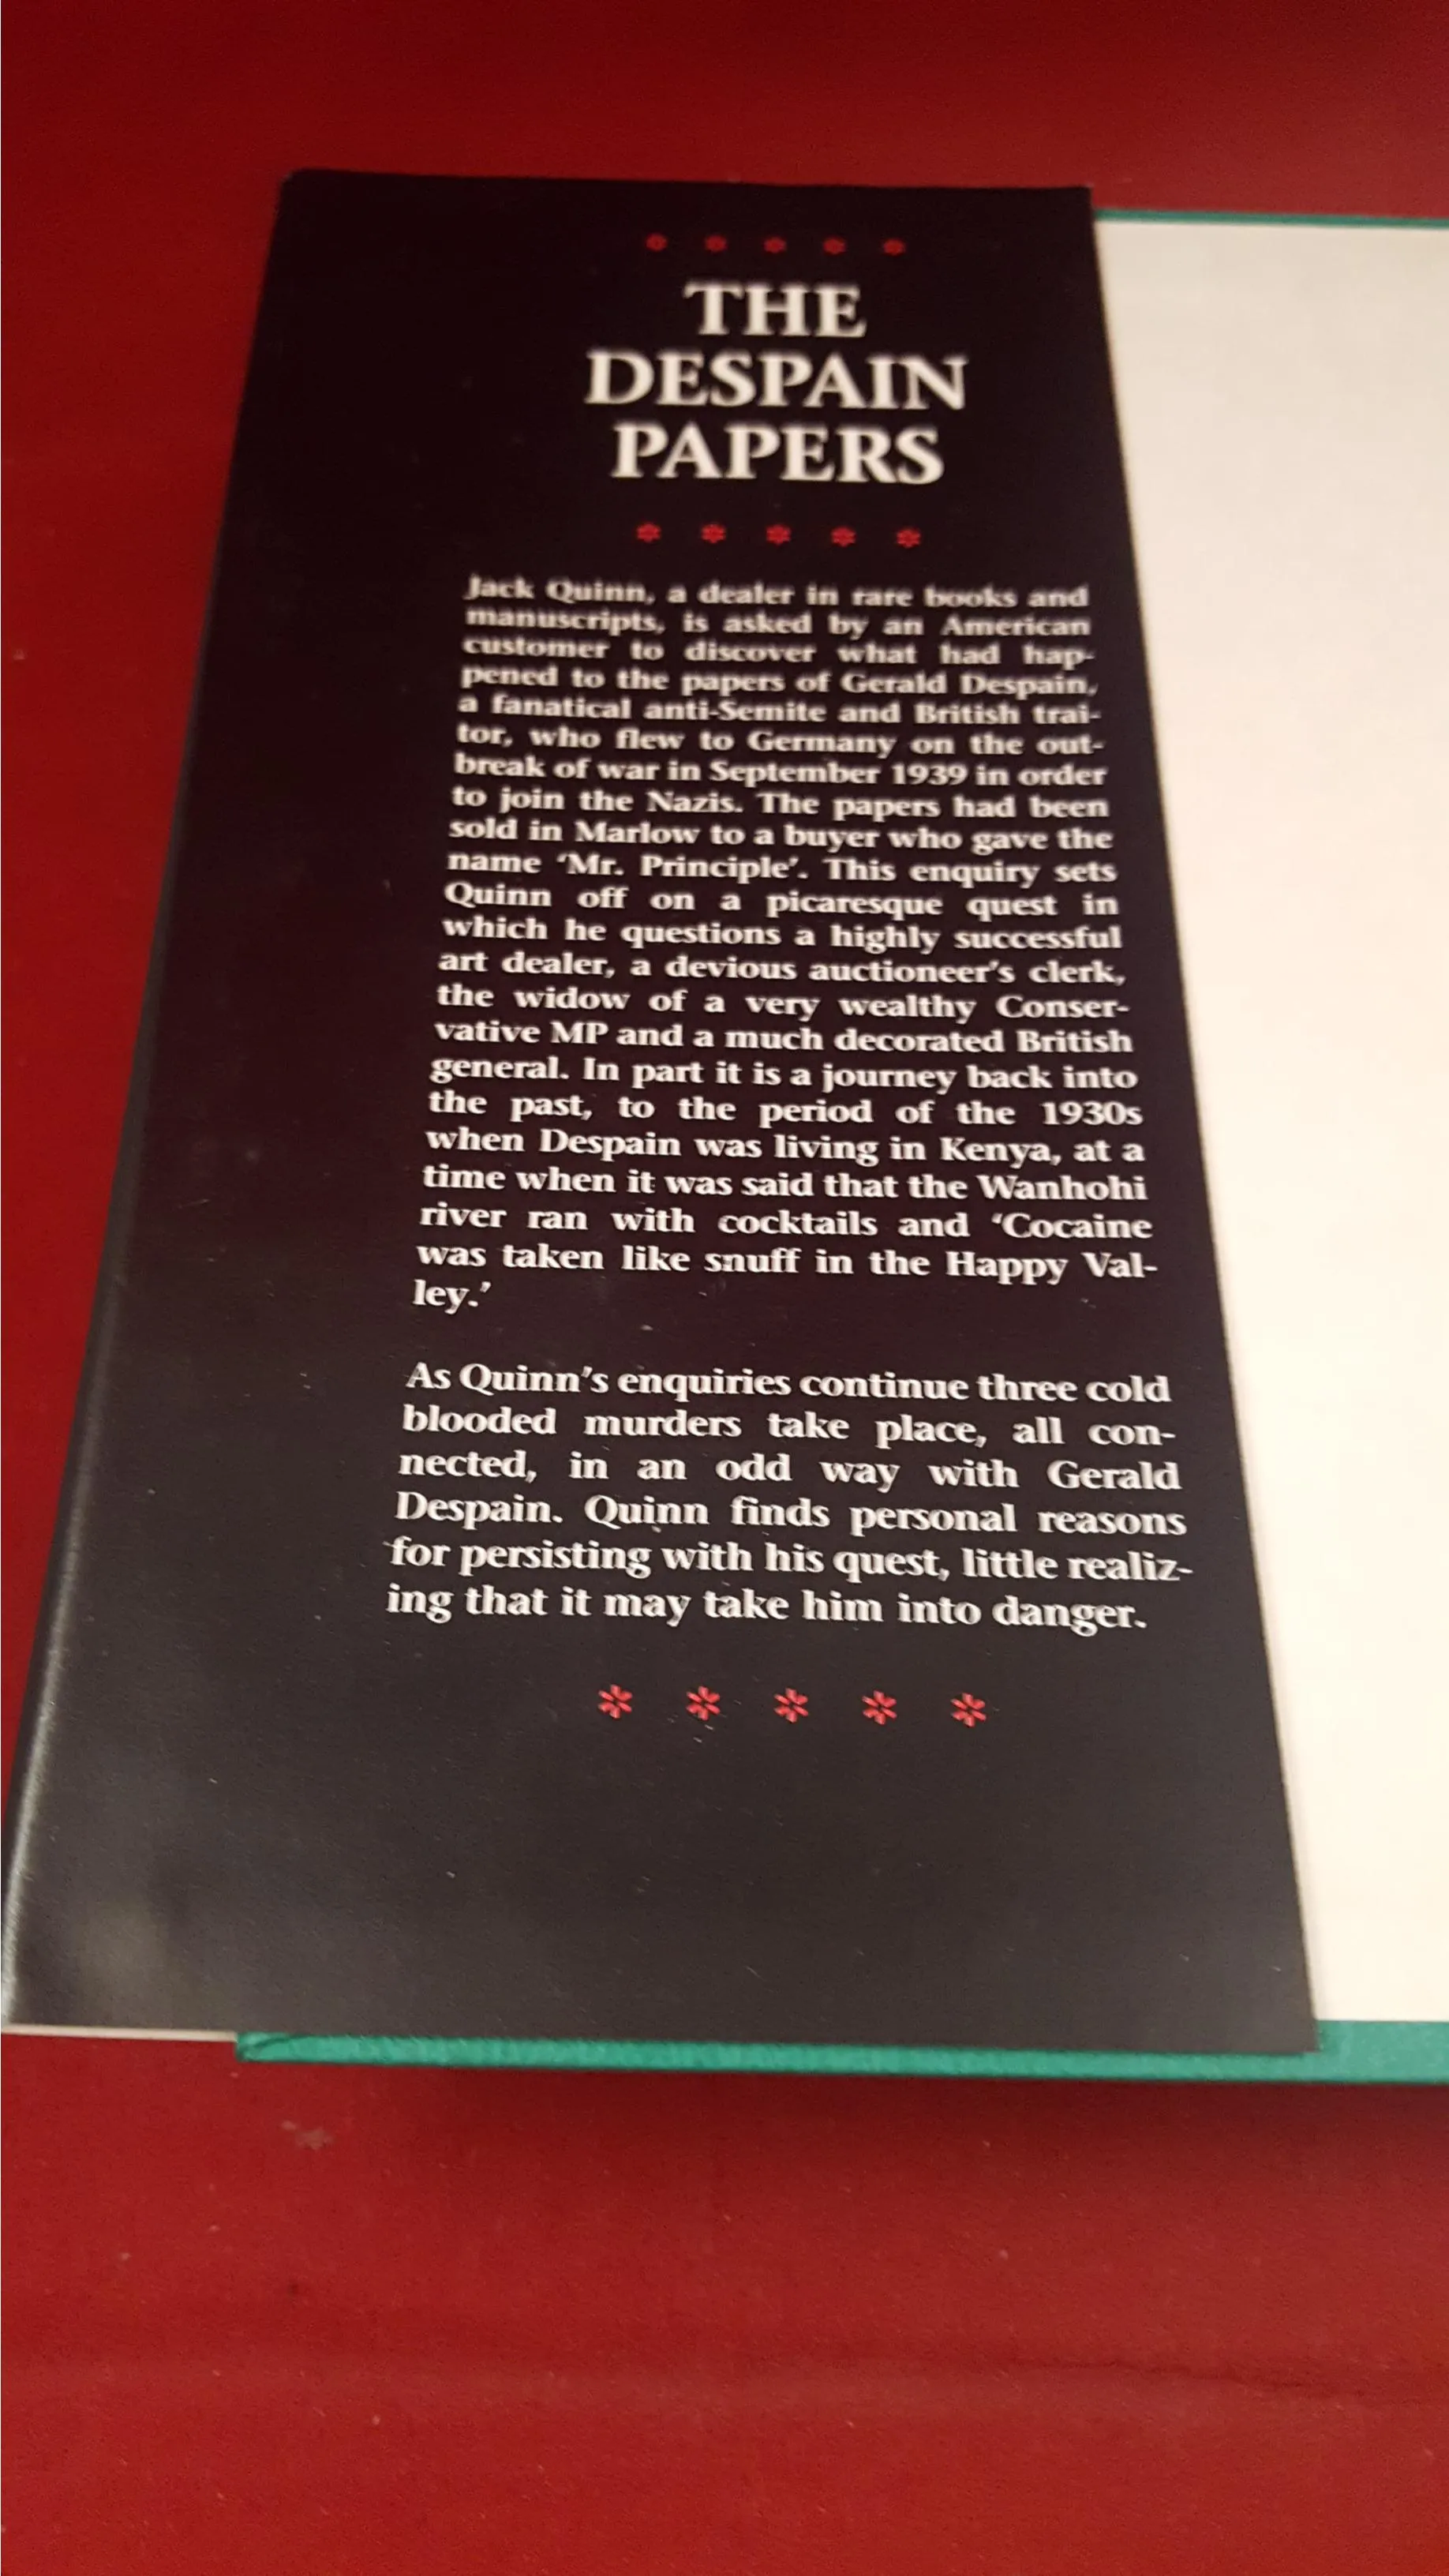 * * * * *
THE
DESPAIN
PAPERS
* * * * *
Jack Quinn, a dealer in rare books and
manuscripts, is asked by an American
customer to discover what had hap-
pened to the papers of Gerald Despain,
a fanatical anti-Semite and British trai-
tor, who flew to Germany on the out-
break of war in September 1939 in order
to join the Nazis. The papers had been
sold in Marlow to a buyer who gave the
name ‘Mr. Principle’. This enquiry sets
Quinn off on a picaresque quest in
which he questions a highly successful
art dealer, a devious auctioneer’s clerk,
the widow of a very wealthy Conser-
vative MP and a much decorated British
general. In part it is a journey back into
the past, to the period of the 1930s
when Despain was living in Kenya, at a
time when it was said that the Wanhohi
river ran with cocktails and ‘Cocaine
was taken like snuff in the Happy Val-
ley.’
As Quinn’s enquiries continue three cold
blooded murders take place, all con-
nected, in an odd way with Gerald
Despain. Quinn finds personal reasons
for persisting with his quest, little realiz-
ing that it may take him into danger.
* * * * *